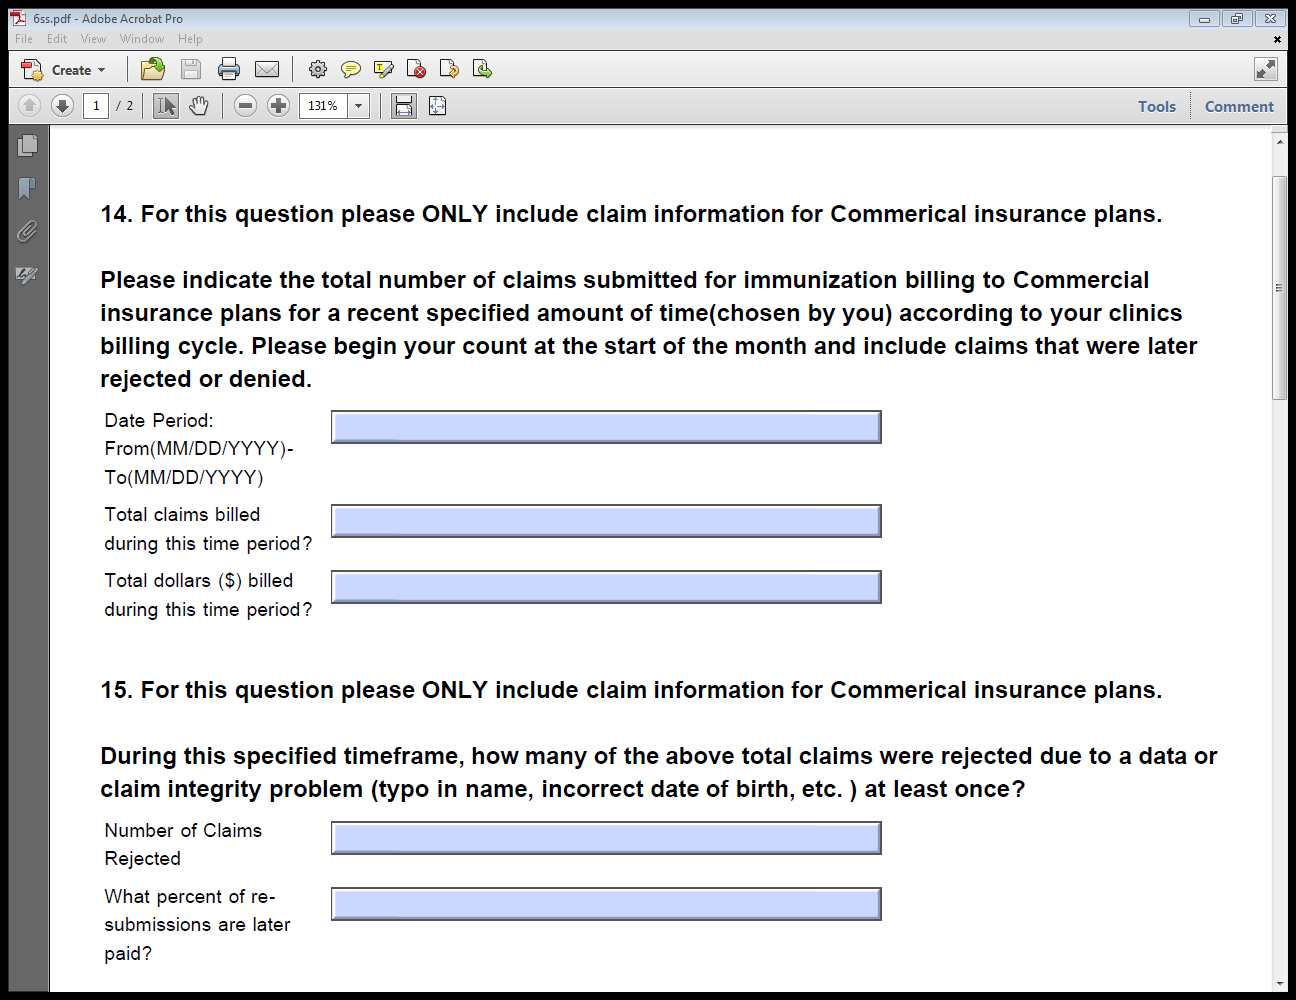 6ss.pdf - Adobe Acrobat Pro
File Edit View Window Help
Create
1 / 2 131% Tools Comment
14. For this question please ONLY include claim information for Commerical insurance plans.
Please indicate the total number of claims submitted for immunization billing to Commercial
insurance plans for a recent specified amount of time(chosen by you) according to your clinics
billing cycle. Please begin your count at the start of the month and include claims that were later
rejected or denied.
Date Period:
From(MM/DD/YYYY)-
To(MM/DD/YYYY)
Total claims billed
during this time period?
Total dollars ($) billed
during this time period?
15. For this question please ONLY include claim information for Commerical insurance plans.
During this specified timeframe, how many of the above total claims were rejected due to a data or
claim integrity problem (typo in name, incorrect date of birth, etc. ) at least once?
Number of Claims
Rejected
What percent of re-
submissions are later
paid?